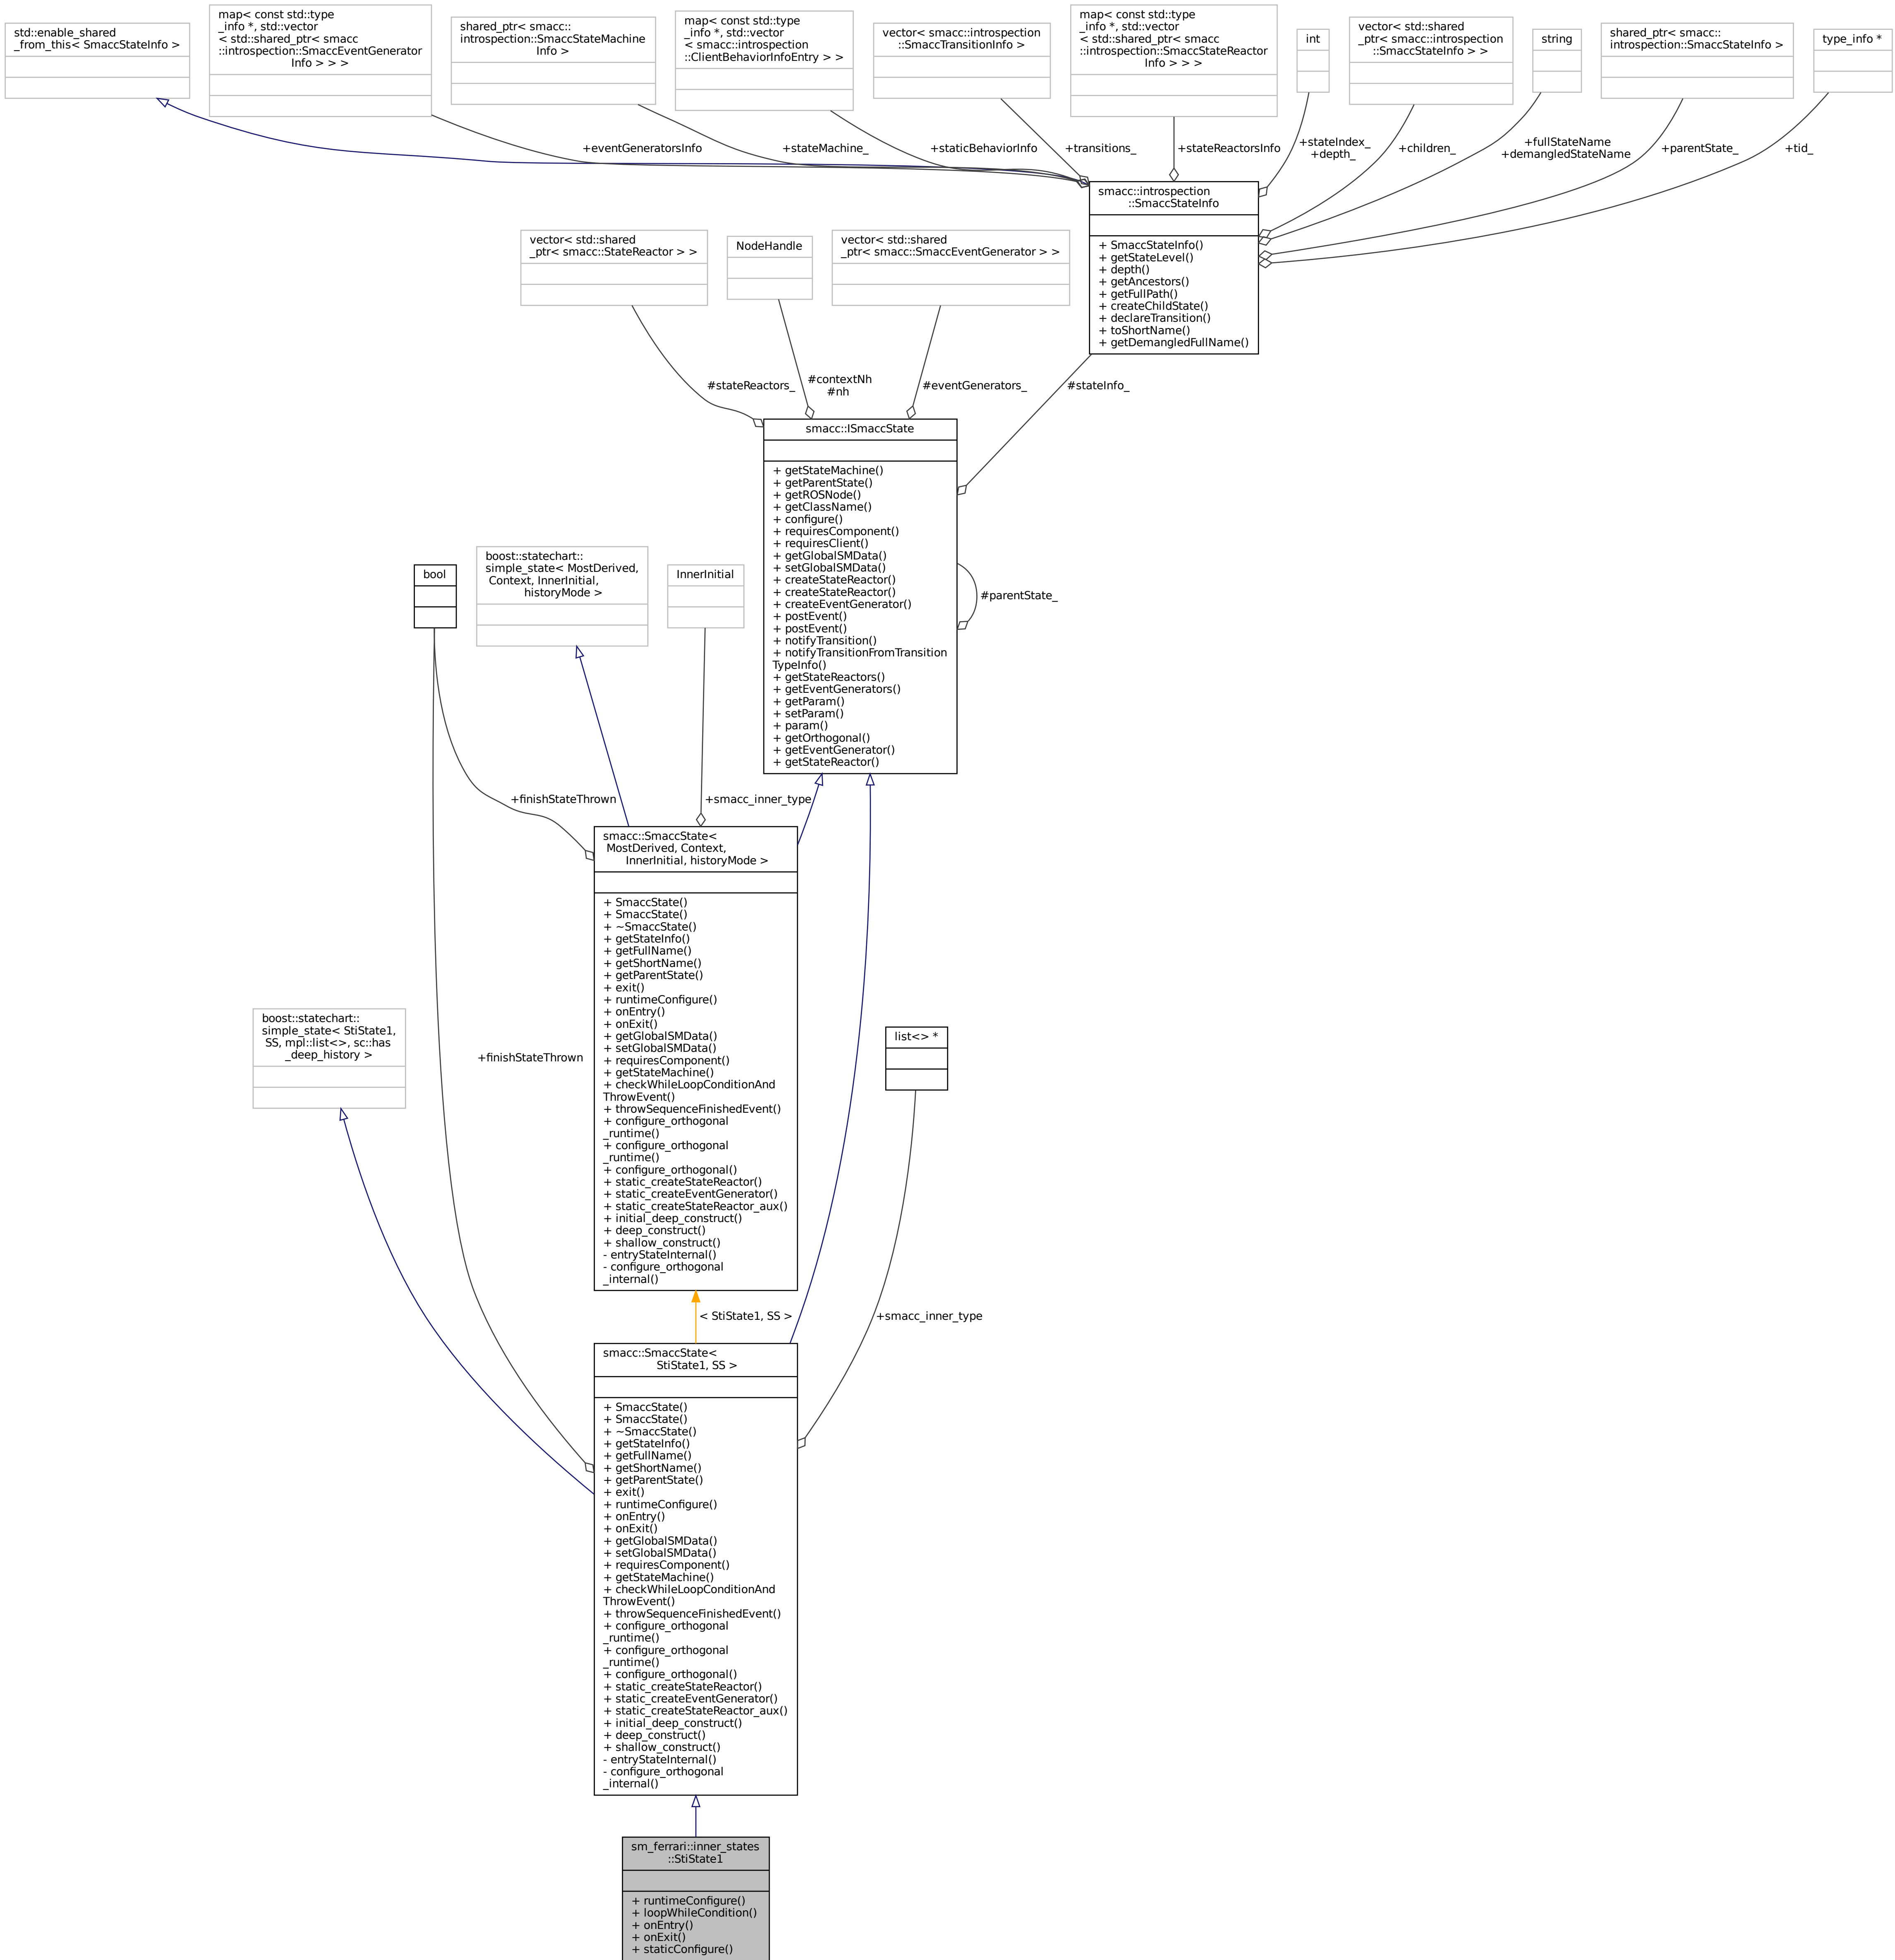 std::enable_shared
_from_this< SmaccStateInfo >
map< const std::type
_info *, std::vector
< std::shared_ptr< smacc
::introspection::SmaccEventGenerator
Info > > >
shared_ptr< smacc::
introspection::SmaccStateMachine
Info >
map< const std::type
_info *, std::vector
< smacc::introspection
::ClientBehaviorInfoEntry > >
vector< smacc::introspection
::SmaccTransitionInfo >
map< const std::type
_info *, std::vector
< std::shared_ptr< smacc
::introspection::SmaccStateReactor
Info > > >
int
vector< std::shared
_ptr< smacc::introspection
::SmaccStateInfo > >
string
shared_ptr< smacc::
introspection::SmaccStateInfo >
type_info *
+eventGeneratorsInfo
+stateMachine_
+staticBehaviorInfo
+transitions_
+stateReactorsInfo
+stateIndex_
+depth_
+children_
+fullStateName
+demangledStateName
+parentState_
+tid_
smacc::introspection
::SmaccStateInfo
+ SmaccStateInfo()
+ getStateLevel()
+ depth()
+ getAncestors()
+ getFullPath()
+ createChildState()
+ declareTransition()
+ toShortName()
+ getDemangledFullName()
vector< std::shared
_ptr< smacc::StateReactor > >
NodeHandle
vector< std::shared
_ptr< smacc::SmaccEventGenerator > >
#stateReactors_
#contextNh
#nh
#eventGenerators_
#stateInfo_
smacc::ISmaccState
+ getStateMachine()
+ getParentState()
+ getROSNode()
+ getClassName()
+ configure()
+ requiresComponent()
+ requiresClient()
+ getGlobalSMData()
+ setGlobalSMData()
+ createStateReactor()
+ createStateReactor()
+ createEventGenerator()
+ postEvent()
+ postEvent()
+ notifyTransition()
+ notifyTransitionFromTransition
TypeInfo()
+ getStateReactors()
+ getEventGenerators()
+ getParam()
+ setParam()
+ param()
+ getOrthogonal()
+ getEventGenerator()
+ getStateReactor()
#parentState_
bool
boost::statechart::
simple_state< MostDerived,
Context, InnerInitial,
historyMode >
InnerInitial
+finishStateThrown
+smacc_inner_type
smacc::SmaccState<
MostDerived, Context,
InnerInitial, historyMode >
+ SmaccState()
+ SmaccState()
+ ~SmaccState()
+ getStateInfo()
+ getFullName()
+ getShortName()
+ getParentState()
+ exit()
+ runtimeConfigure()
+ onEntry()
+ onExit()
+ getGlobalSMData()
+ setGlobalSMData()
+ requiresComponent()
+ getStateMachine()
+ checkWhileLoopConditionAnd
ThrowEvent()
+ throwSequenceFinishedEvent()
+ configure_orthogonal
_runtime()
+ configure_orthogonal
_runtime()
+ configure_orthogonal()
+ static_createStateReactor()
+ static_createEventGenerator()
+ static_createStateReactor_aux()
+ initial_deep_construct()
+ deep_construct()
+ shallow_construct()
- entryStateInternal()
- configure_orthogonal
_internal()
boost::statechart::
simple_state< StiState1,
SS, mpl::list<>, sc::has
_deep_history >
+finishStateThrown
list<> *
< StiState1, SS >
+smacc_inner_type
smacc::SmaccState<
StiState1, SS >
+ SmaccState()
+ SmaccState()
+ ~SmaccState()
+ getStateInfo()
+ getFullName()
+ getShortName()
+ getParentState()
+ exit()
+ runtimeConfigure()
+ onEntry()
+ onExit()
+ getGlobalSMData()
+ setGlobalSMData()
+ requiresComponent()
+ getStateMachine()
+ checkWhileLoopConditionAnd
ThrowEvent()
+ throwSequenceFinishedEvent()
+ configure_orthogonal
_runtime()
+ configure_orthogonal
_runtime()
+ configure_orthogonal()
+ static_createStateReactor()
+ static_createEventGenerator()
+ static_createStateReactor_aux()
+ initial_deep_construct()
+ deep_construct()
+ shallow_construct()
- entryStateInternal()
- configure_orthogonal
_internal()
sm_ferrari::inner_states
::StiState1
+ runtimeConfigure()
+ loopWhileCondition()
+ onEntry()
+ onExit()
+ staticConfigure()